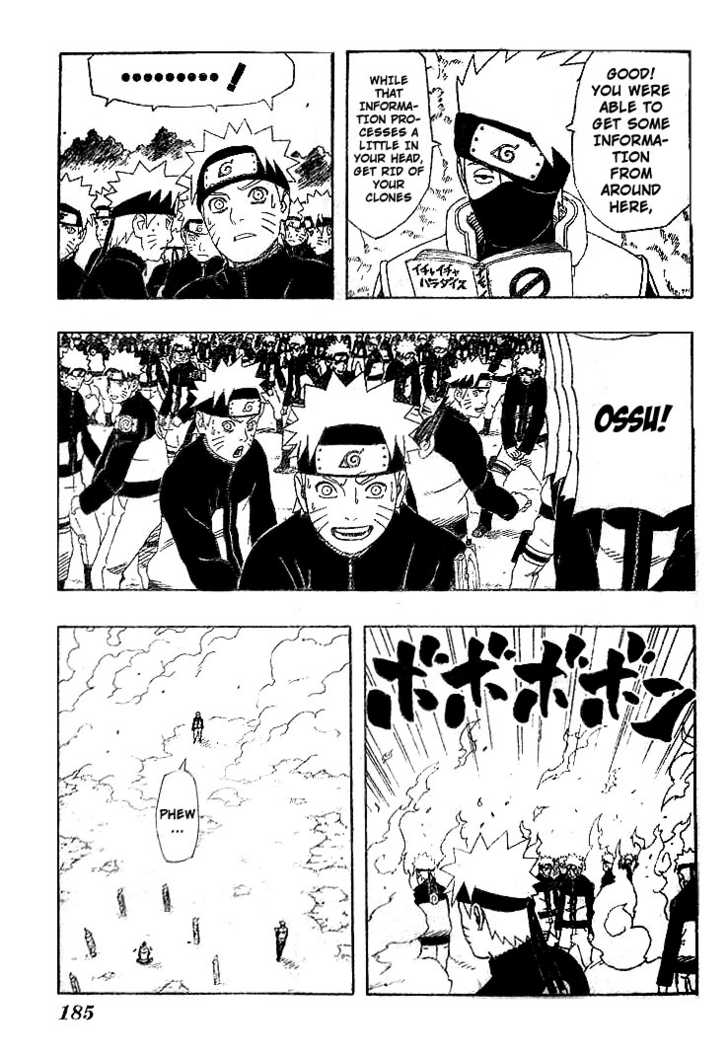 GOOD!
YOU WERE
ABLE TO
GET SOME
INFORMA-
TION
FROM
AROUND
HERE,
WHILE
THAT
INFORMA-
TION PRO-
CESSES A
LITTLE IN
YOUR HEAD,
GET RID OF
YOUR
CLONES
イチャイチャ
パラダイス
•••••••••!
OSSU!
ボボボボン
PHEW
...
185